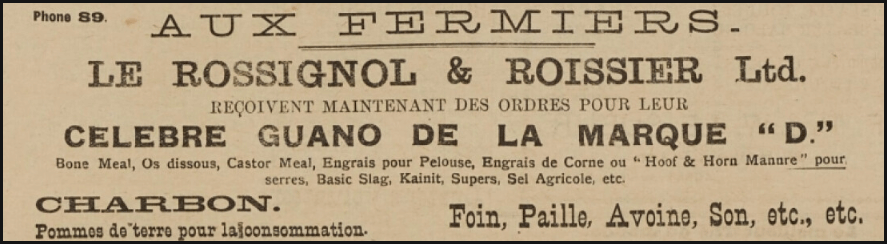 Phone 89.
AUX FERMIERS.
LE ROSSIGNOL & ROISSIER Ltd.
REÇOIVENT MAINTENANT DES ORDRES POUR LEUR
CELEBRE GUANO DE LA MARQUE “D.”
Bone Meal, Os dissous, Castor Meal, Engrais pour Pelouse, Engrais de Corne ou “Hoof & Horn Mannre” pour
serres, Basic Slag, Kainit, Supers, Sel Agricole, etc.
CHARBON.
Pommes de terre pour la consommation.
Foin, Paille, Avoine, Son, etc., etc.